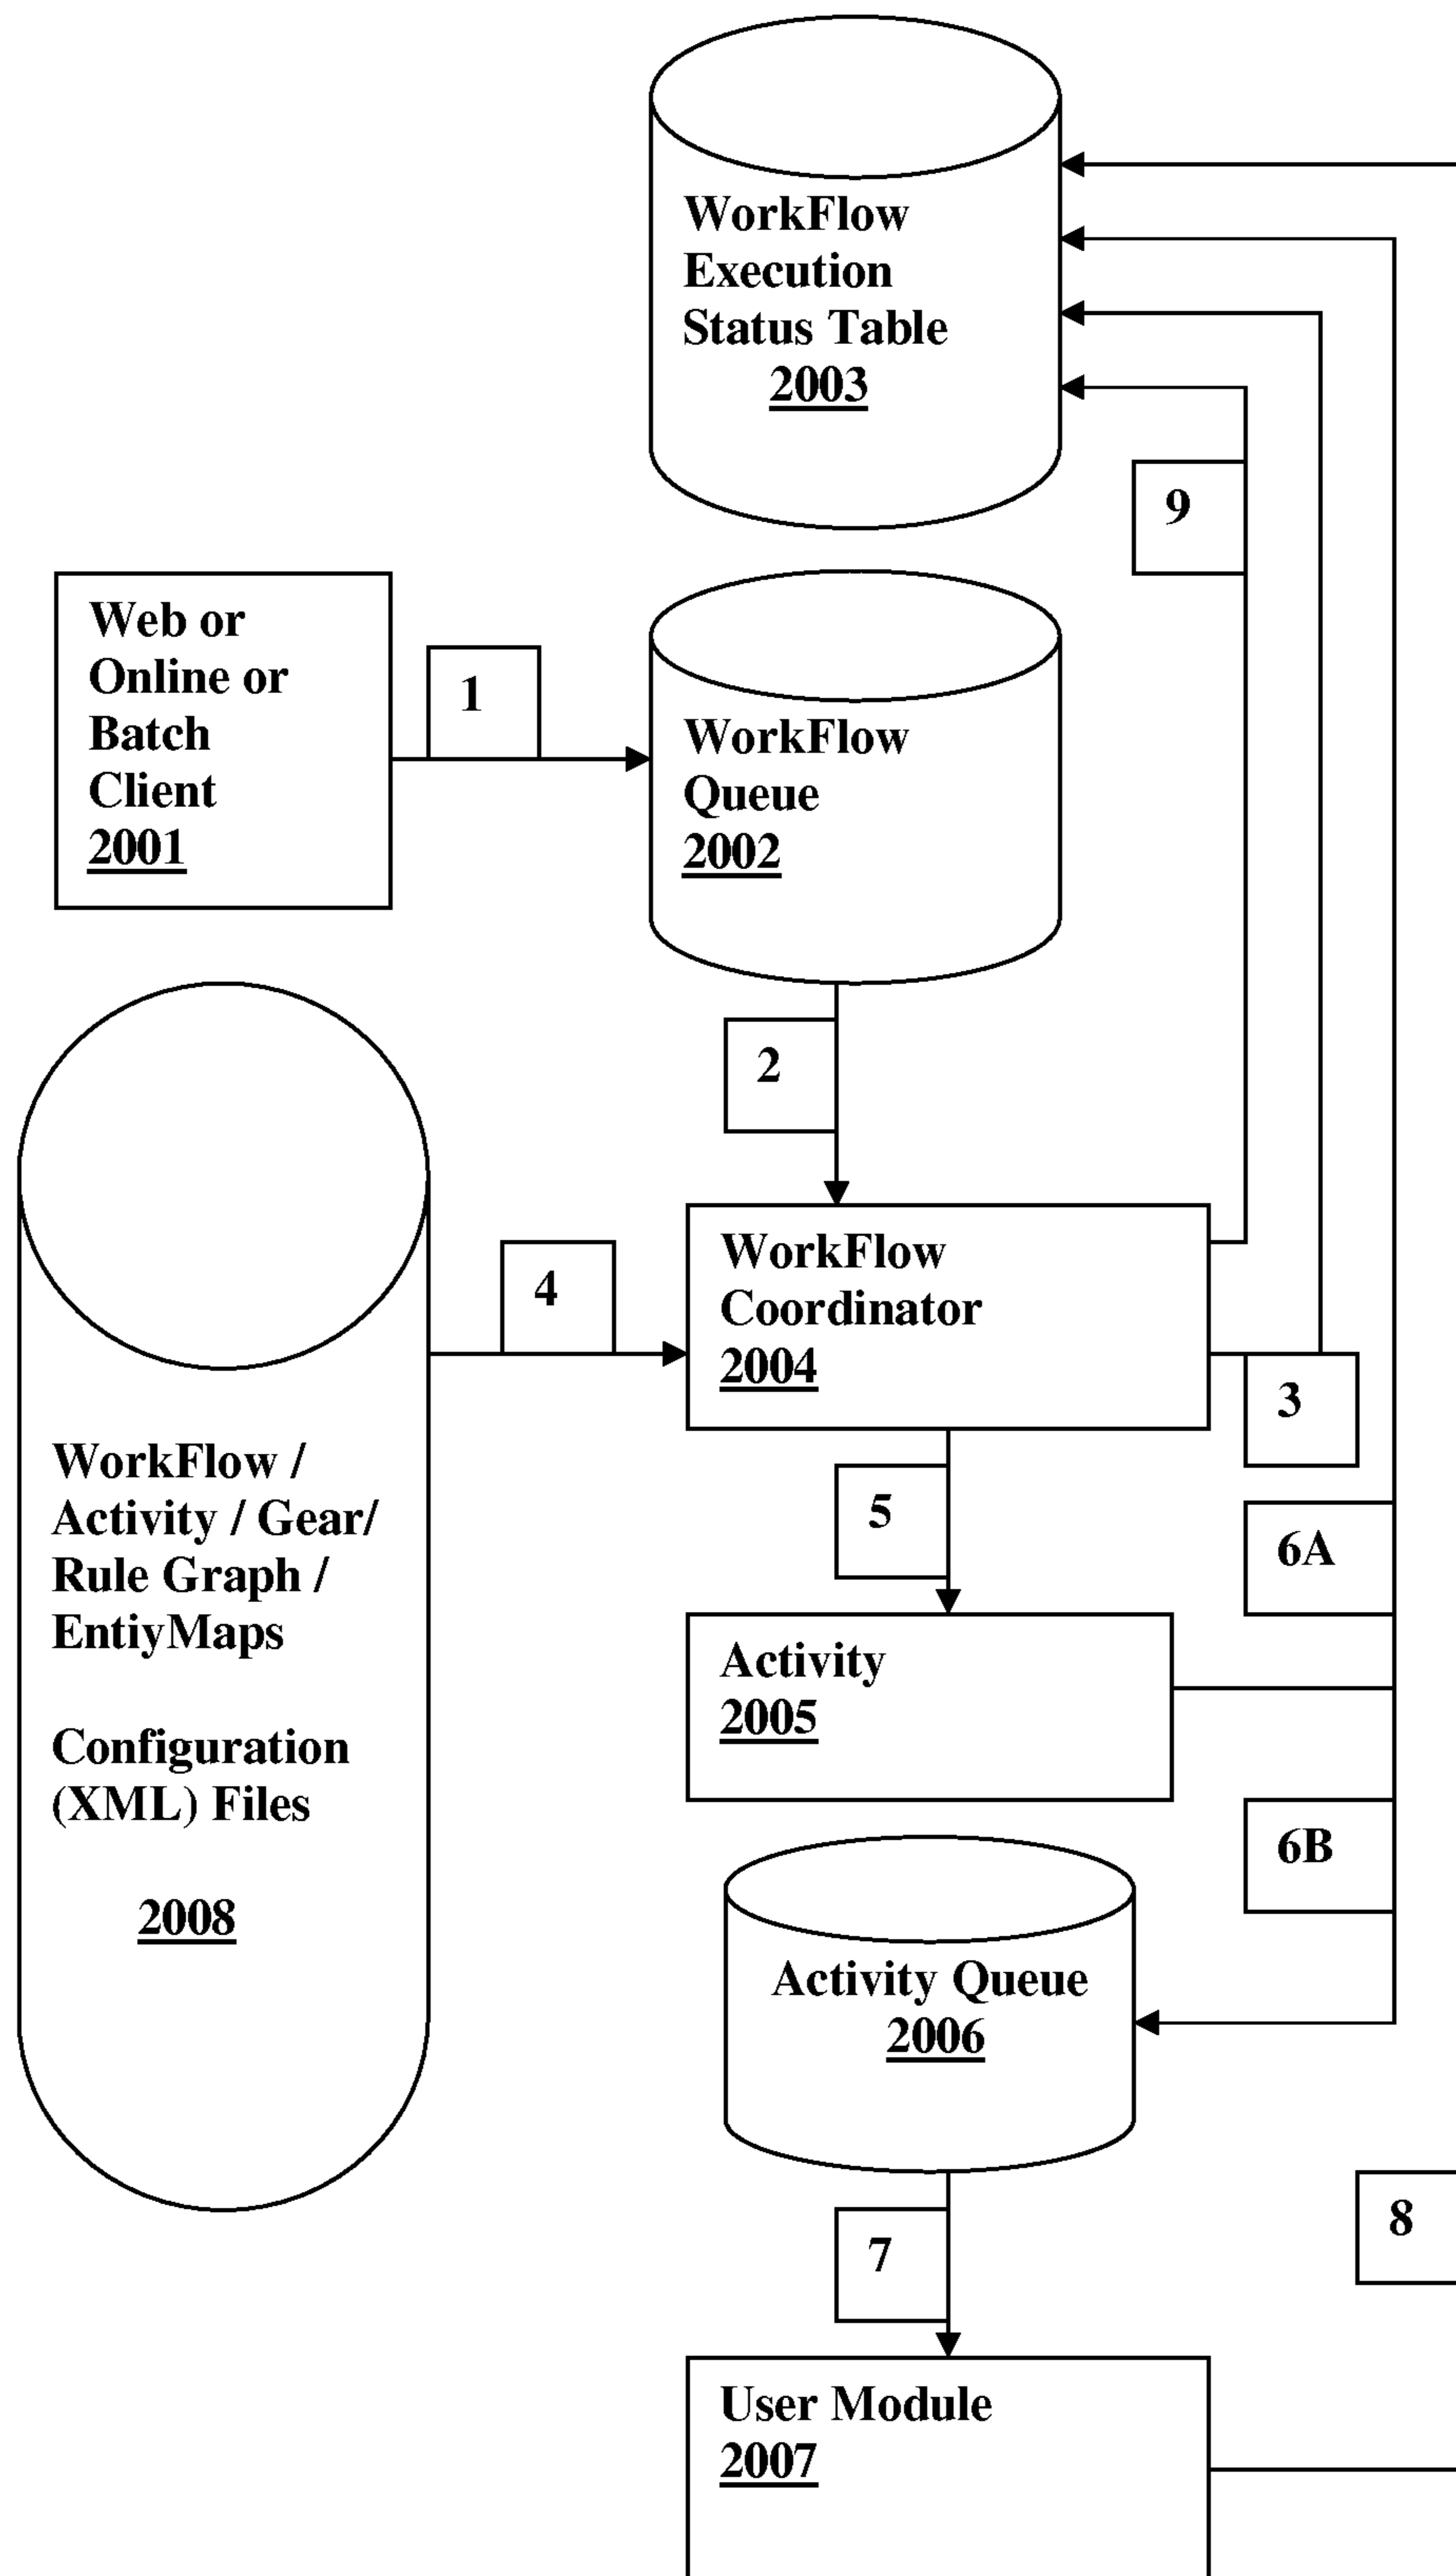 WorkFlow
Execution
Status Table
2003
9
Web or
Online or
Batch
Client
2001
1
WorkFlow
Queue
2002
2
WorkFlow /
Activity / Gear/
Rule Graph /
EntiyMaps
Configuration
(XML) Files
2008
4
WorkFlow
Coordinator
2004
3
5
6A
Activity
2005
6B
Activity Queue
2006
7
8
User Module
2007